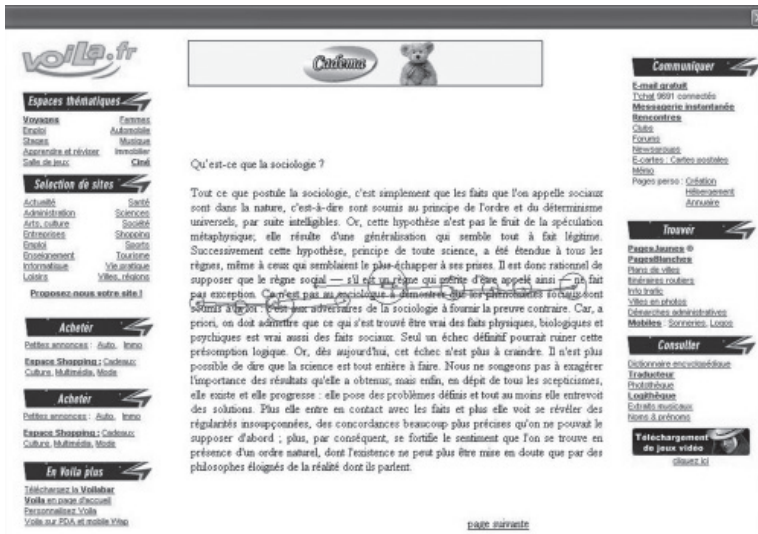 voila.fr
Espaces thématiques
Voyages Femmes
Emploi Automobile
Stages Musique
Apprendre et réviser Immobilier
Salle de jeux Ciné
Selection de sites
Actualité Santé
Administration Sciences
Arts, culture Société
Entreprises Shopping
Emploi Sports
Enseignement Tourisme
Informatique Vie pratique
Loisirs Villes, régions
Proposez nous votre site !
Acheter
Petites annonces : Auto, Immo
Espace Shopping : Cadeaux
Culture, Multimédia, Mode
Acheter
Petites annonces : Auto, Immo
Espace Shopping : Cadeaux
Culture, Multimédia, Mode
En Voila plus
Téléchargez la Voilabar
Voila en page d'accueil
Personnalisez Voila
Voila sur PDA et mobile Wap
Qu'est-ce que la sociologie ?
Tout ce que postule la sociologie, c'est simplement que les faits que l'on appelle sociaux
sont dans la nature, c'est-à-dire sont soumis au principe de l'ordre et du déterminisme
universels, par suite intelligibles. Or, cette hypothèse n'est pas le fruit de la spéculation
métaphysique; elle résulte d'une généralisation qui semble tout à fait légitime.
Successivement cette hypothèse, principe de toute science, a été étendue à tous les
règnes, même à ceux qui semblaient le plus échapper à ses prises. Il est donc rationnel de
supposer que le règne social — s'il est un règne qui mérite d'être appelé ainsi — ne fait
pas exception. Ce n'est pas au sociologue à démontrer que les phénomènes sociaux sont
soumis à la loi : c'est aux adversaires de la sociologie à fournir la preuve contraire. Car, a
priori, on doit admettre que ce qui s'est trouvé être vrai des faits physiques, biologiques et
psychiques est vrai aussi des faits sociaux. Seul un échec définitif pourrait ruiner cette
présomption logique. Or, dès aujourd'hui, cet échec n'est plus à craindre. Il n'est plus
possible de dire que la science est tout entière à faire. Nous ne songeons pas à exagérer
l'importance des résultats qu'elle a obtenus; mais enfin, en dépit de tous les scepticismes,
elle existe et elle progresse : elle pose des problèmes définis et tout au moins elle entrevoit
des solutions. Plus elle entre en contact avec les faits et plus elle voit se révéler des
régularités insoupçonnées, des concordances beaucoup plus précises qu'on ne pouvait le
supposer d'abord ; plus, par conséquent, se fortifie le sentiment que l'on se trouve en
présence d'un ordre naturel, dont l'existence ne peut plus être mise en doute que par des
philosophes éloignés de la réalité dont ils parlent.
page suivante
Communiquer
E-mail gratuit
T'chat 9691 connectés
Messagerie instantanée
Rencontres
Clubs
Forums
Newsgroups
E-cartes : Cartes postales
Mémo
Pages perso : Création
Hébergement
Annuaire
Trouver
PagesJaunes ®
PagesBlanches
Plans de villes
Itinéraires routiers
Info trafic
Villes en photos
Démarches administratives
Mobiles : Sonneries, Logos
Consulter
Dictionnaire encyclopédique
Traducteur
Photothèque
Logithèque
Extraits musicaux
Noms & prénoms
Téléchargement
de jeux vidéo
cliquez ici